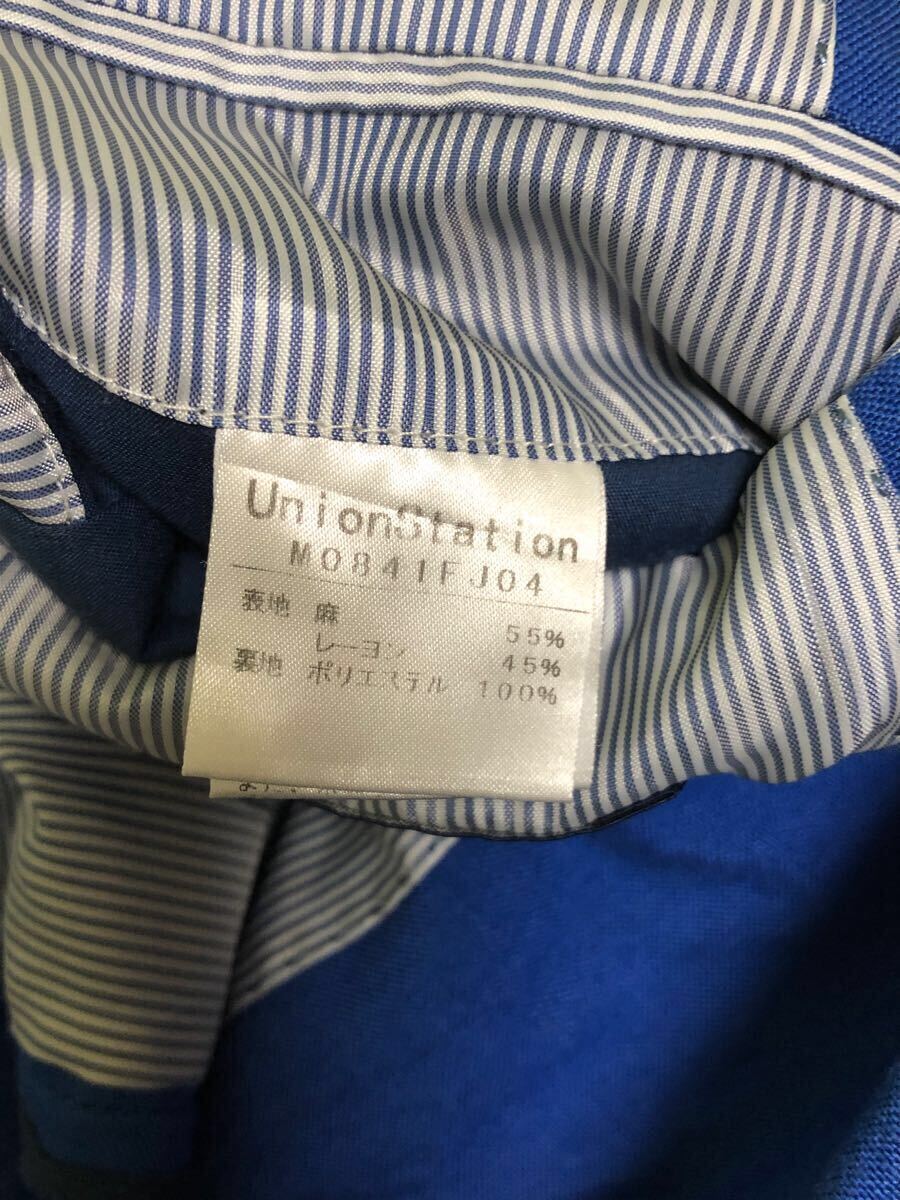 UnionStation
M0841FJ04
表地 麻 55%
レーヨン 45%
裏地 ポリエステル 100%